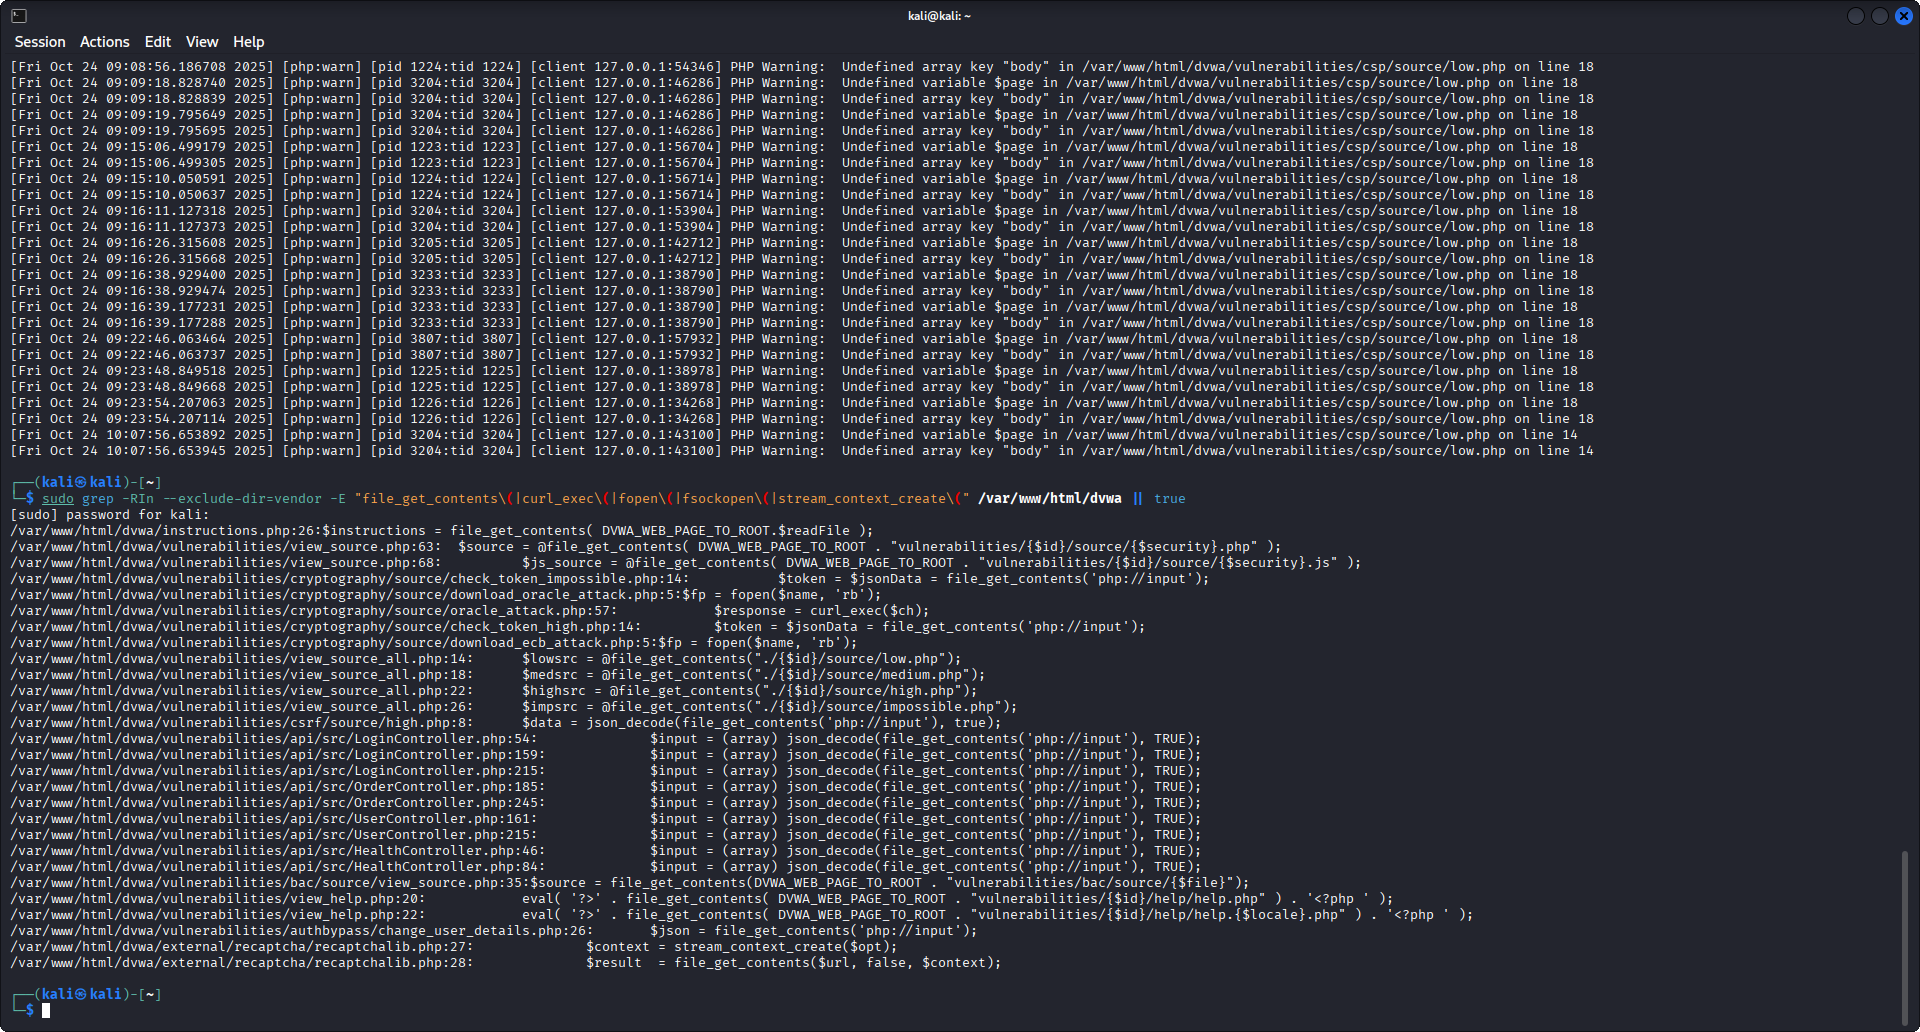 kali@kali: ~
Session Actions Edit View Help
[Fri Oct 24 09:08:56.186708 2025] [php:warn] [pid 1224:tid 1224] [client 127.0.0.1:54346] PHP Warning:  Undefined array key "body" in /var/www/html/dvwa/vulnerabilities/csp/source/low.php on line 18
[Fri Oct 24 09:09:18.828740 2025] [php:warn] [pid 3204:tid 3204] [client 127.0.0.1:46286] PHP Warning:  Undefined variable $page in /var/www/html/dvwa/vulnerabilities/csp/source/low.php on line 18
[Fri Oct 24 09:09:18.828839 2025] [php:warn] [pid 3204:tid 3204] [client 127.0.0.1:46286] PHP Warning:  Undefined array key "body" in /var/www/html/dvwa/vulnerabilities/csp/source/low.php on line 18
[Fri Oct 24 09:09:19.795649 2025] [php:warn] [pid 3204:tid 3204] [client 127.0.0.1:46286] PHP Warning:  Undefined variable $page in /var/www/html/dvwa/vulnerabilities/csp/source/low.php on line 18
[Fri Oct 24 09:09:19.795695 2025] [php:warn] [pid 3204:tid 3204] [client 127.0.0.1:46286] PHP Warning:  Undefined array key "body" in /var/www/html/dvwa/vulnerabilities/csp/source/low.php on line 18
[Fri Oct 24 09:15:06.499179 2025] [php:warn] [pid 1223:tid 1223] [client 127.0.0.1:56704] PHP Warning:  Undefined variable $page in /var/www/html/dvwa/vulnerabilities/csp/source/low.php on line 18
[Fri Oct 24 09:15:06.499305 2025] [php:warn] [pid 1223:tid 1223] [client 127.0.0.1:56704] PHP Warning:  Undefined array key "body" in /var/www/html/dvwa/vulnerabilities/csp/source/low.php on line 18
[Fri Oct 24 09:15:10.050591 2025] [php:warn] [pid 1224:tid 1224] [client 127.0.0.1:56714] PHP Warning:  Undefined variable $page in /var/www/html/dvwa/vulnerabilities/csp/source/low.php on line 18
[Fri Oct 24 09:15:10.050637 2025] [php:warn] [pid 1224:tid 1224] [client 127.0.0.1:56714] PHP Warning:  Undefined array key "body" in /var/www/html/dvwa/vulnerabilities/csp/source/low.php on line 18
[Fri Oct 24 09:16:11.127318 2025] [php:warn] [pid 3204:tid 3204] [client 127.0.0.1:53904] PHP Warning:  Undefined variable $page in /var/www/html/dvwa/vulnerabilities/csp/source/low.php on line 18
[Fri Oct 24 09:16:11.127373 2025] [php:warn] [pid 3204:tid 3204] [client 127.0.0.1:53904] PHP Warning:  Undefined array key "body" in /var/www/html/dvwa/vulnerabilities/csp/source/low.php on line 18
[Fri Oct 24 09:16:26.315608 2025] [php:warn] [pid 3205:tid 3205] [client 127.0.0.1:42712] PHP Warning:  Undefined variable $page in /var/www/html/dvwa/vulnerabilities/csp/source/low.php on line 18
[Fri Oct 24 09:16:26.315668 2025] [php:warn] [pid 3205:tid 3205] [client 127.0.0.1:42712] PHP Warning:  Undefined array key "body" in /var/www/html/dvwa/vulnerabilities/csp/source/low.php on line 18
[Fri Oct 24 09:16:38.929400 2025] [php:warn] [pid 3233:tid 3233] [client 127.0.0.1:38790] PHP Warning:  Undefined variable $page in /var/www/html/dvwa/vulnerabilities/csp/source/low.php on line 18
[Fri Oct 24 09:16:38.929474 2025] [php:warn] [pid 3233:tid 3233] [client 127.0.0.1:38790] PHP Warning:  Undefined array key "body" in /var/www/html/dvwa/vulnerabilities/csp/source/low.php on line 18
[Fri Oct 24 09:16:39.177231 2025] [php:warn] [pid 3233:tid 3233] [client 127.0.0.1:38790] PHP Warning:  Undefined variable $page in /var/www/html/dvwa/vulnerabilities/csp/source/low.php on line 18
[Fri Oct 24 09:16:39.177288 2025] [php:warn] [pid 3233:tid 3233] [client 127.0.0.1:38790] PHP Warning:  Undefined array key "body" in /var/www/html/dvwa/vulnerabilities/csp/source/low.php on line 18
[Fri Oct 24 09:22:46.063464 2025] [php:warn] [pid 3807:tid 3807] [client 127.0.0.1:57932] PHP Warning:  Undefined variable $page in /var/www/html/dvwa/vulnerabilities/csp/source/low.php on line 18
[Fri Oct 24 09:22:46.063737 2025] [php:warn] [pid 3807:tid 3807] [client 127.0.0.1:57932] PHP Warning:  Undefined array key "body" in /var/www/html/dvwa/vulnerabilities/csp/source/low.php on line 18
[Fri Oct 24 09:23:48.849518 2025] [php:warn] [pid 1225:tid 1225] [client 127.0.0.1:38978] PHP Warning:  Undefined variable $page in /var/www/html/dvwa/vulnerabilities/csp/source/low.php on line 18
[Fri Oct 24 09:23:48.849668 2025] [php:warn] [pid 1225:tid 1225] [client 127.0.0.1:38978] PHP Warning:  Undefined array key "body" in /var/www/html/dvwa/vulnerabilities/csp/source/low.php on line 18
[Fri Oct 24 09:23:54.207063 2025] [php:warn] [pid 1226:tid 1226] [client 127.0.0.1:34268] PHP Warning:  Undefined variable $page in /var/www/html/dvwa/vulnerabilities/csp/source/low.php on line 18
[Fri Oct 24 09:23:54.207114 2025] [php:warn] [pid 1226:tid 1226] [client 127.0.0.1:34268] PHP Warning:  Undefined array key "body" in /var/www/html/dvwa/vulnerabilities/csp/source/low.php on line 18
[Fri Oct 24 10:07:56.653892 2025] [php:warn] [pid 3204:tid 3204] [client 127.0.0.1:43100] PHP Warning:  Undefined variable $page in /var/www/html/dvwa/vulnerabilities/csp/source/low.php on line 14
[Fri Oct 24 10:07:56.653945 2025] [php:warn] [pid 3204:tid 3204] [client 127.0.0.1:43100] PHP Warning:  Undefined array key "body" in /var/www/html/dvwa/vulnerabilities/csp/source/low.php on line 14
┌──(kali㉿kali)-[~]
└─$ sudo grep -RIn --exclude-dir=vendor -E "file_get_contents\(|curl_exec\(|fopen\(|fsockopen\(|stream_context_create\(" /var/www/html/dvwa || true
[sudo] password for kali:
/var/www/html/dvwa/instructions.php:26:$instructions = file_get_contents( DVWA_WEB_PAGE_TO_ROOT.$readFile );
/var/www/html/dvwa/vulnerabilities/view_source.php:63:  $source = @file_get_contents( DVWA_WEB_PAGE_TO_ROOT . "vulnerabilities/{$id}/source/{$security}.php" );
/var/www/html/dvwa/vulnerabilities/view_source.php:68:          $js_source = @file_get_contents( DVWA_WEB_PAGE_TO_ROOT . "vulnerabilities/{$id}/source/{$security}.js" );
/var/www/html/dvwa/vulnerabilities/cryptography/source/check_token_impossible.php:14:           $token = $jsonData = file_get_contents('php://input');
/var/www/html/dvwa/vulnerabilities/cryptography/source/download_oracle_attack.php:5:$fp = fopen($name, 'rb');
/var/www/html/dvwa/vulnerabilities/cryptography/source/oracle_attack.php:57:            $response = curl_exec($ch);
/var/www/html/dvwa/vulnerabilities/cryptography/source/check_token_high.php:14:         $token = $jsonData = file_get_contents('php://input');
/var/www/html/dvwa/vulnerabilities/cryptography/source/download_ecb_attack.php:5:$fp = fopen($name, 'rb');
/var/www/html/dvwa/vulnerabilities/view_source_all.php:14:      $lowsrc = @file_get_contents("./{$id}/source/low.php");
/var/www/html/dvwa/vulnerabilities/view_source_all.php:18:      $medsrc = @file_get_contents("./{$id}/source/medium.php");
/var/www/html/dvwa/vulnerabilities/view_source_all.php:22:      $highsrc = @file_get_contents("./{$id}/source/high.php");
/var/www/html/dvwa/vulnerabilities/view_source_all.php:26:      $impsrc = @file_get_contents("./{$id}/source/impossible.php");
/var/www/html/dvwa/vulnerabilities/csrf/source/high.php:8:      $data = json_decode(file_get_contents('php://input'), true);
/var/www/html/dvwa/vulnerabilities/api/src/LoginController.php:54:              $input = (array) json_decode(file_get_contents('php://input'), TRUE);
/var/www/html/dvwa/vulnerabilities/api/src/LoginController.php:159:             $input = (array) json_decode(file_get_contents('php://input'), TRUE);
/var/www/html/dvwa/vulnerabilities/api/src/LoginController.php:215:             $input = (array) json_decode(file_get_contents('php://input'), TRUE);
/var/www/html/dvwa/vulnerabilities/api/src/OrderController.php:185:             $input = (array) json_decode(file_get_contents('php://input'), TRUE);
/var/www/html/dvwa/vulnerabilities/api/src/OrderController.php:245:             $input = (array) json_decode(file_get_contents('php://input'), TRUE);
/var/www/html/dvwa/vulnerabilities/api/src/UserController.php:161:              $input = (array) json_decode(file_get_contents('php://input'), TRUE);
/var/www/html/dvwa/vulnerabilities/api/src/UserController.php:215:              $input = (array) json_decode(file_get_contents('php://input'), TRUE);
/var/www/html/dvwa/vulnerabilities/api/src/HealthController.php:46:             $input = (array) json_decode(file_get_contents('php://input'), TRUE);
/var/www/html/dvwa/vulnerabilities/api/src/HealthController.php:84:             $input = (array) json_decode(file_get_contents('php://input'), TRUE);
/var/www/html/dvwa/vulnerabilities/bac/source/view_source.php:35:$source = file_get_contents(DVWA_WEB_PAGE_TO_ROOT . "vulnerabilities/bac/source/{$file}");
/var/www/html/dvwa/vulnerabilities/view_help.php:20:            eval( '?>' . file_get_contents( DVWA_WEB_PAGE_TO_ROOT . "vulnerabilities/{$id}/help/help.php" ) . '<?php ' );
/var/www/html/dvwa/vulnerabilities/view_help.php:22:            eval( '?>' . file_get_contents( DVWA_WEB_PAGE_TO_ROOT . "vulnerabilities/{$id}/help/help.{$locale}.php" ) . '<?php ' );
/var/www/html/dvwa/vulnerabilities/authbypass/change_user_details.php:26:       $json = file_get_contents('php://input');
/var/www/html/dvwa/external/recaptcha/recaptchalib.php:27:              $context = stream_context_create($opt);
/var/www/html/dvwa/external/recaptcha/recaptchalib.php:28:              $result  = file_get_contents($url, false, $context);
┌──(kali㉿kali)-[~]
└─$